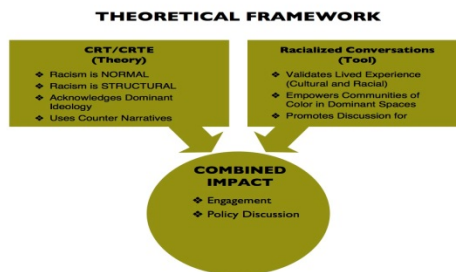 THEORETICAL FRAMEWORK
CRT/CRTE
(Theory)
❖ Racism is NORMAL
❖ Racism is STRUCTURAL
❖ Acknowledges Dominant
Ideology
❖ Uses Counter Narratives
Racialized Conversations
(Tool)
❖ Validates Lived Experience
(Cultural and Racial)
❖ Empowers Communities of
Color in Dominant Spaces
❖ Promotes Discussion for
COMBINED
IMPACT
❖ Engagement
❖ Policy Discussion